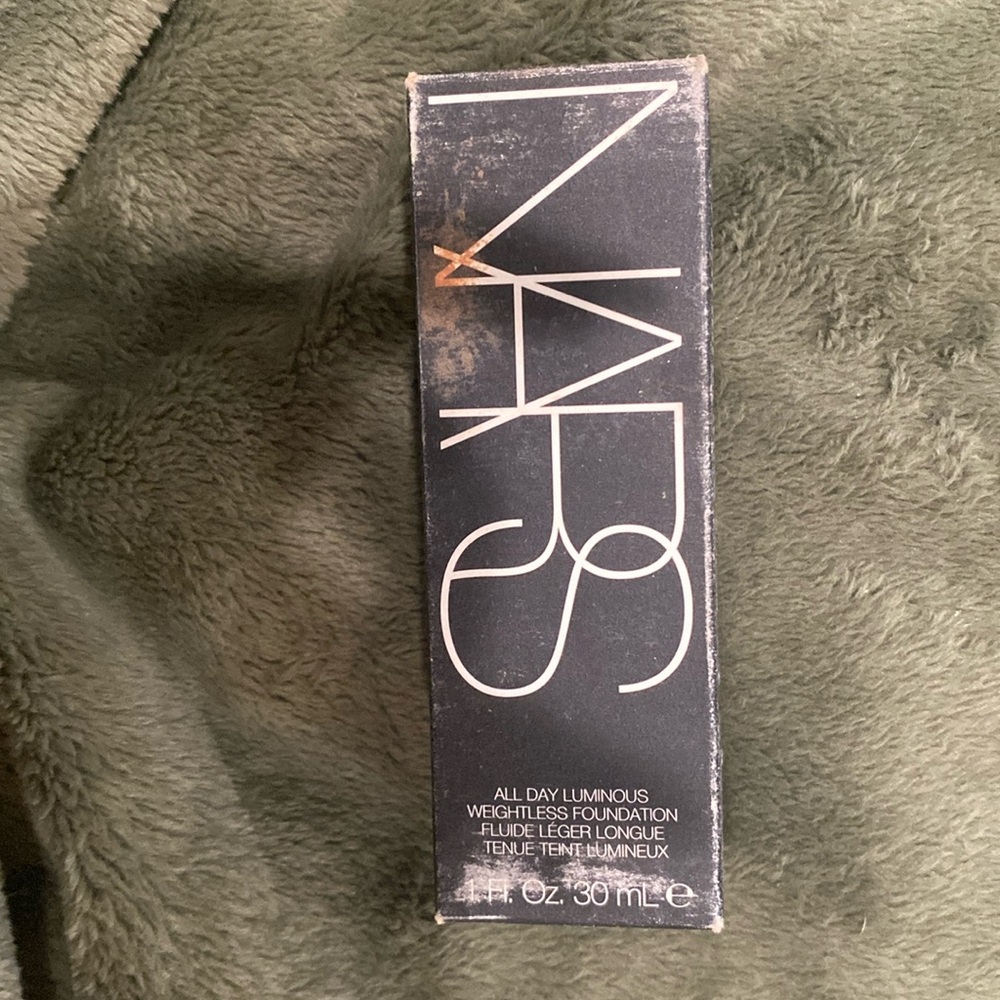 NARS
ALL DAY LUMINOUS
WEIGHTLESS FOUNDATION
FLUIDE LÉGER LONGUE
TENUE TEINT LUMINEUX
1 Fl. Oz. 30 mL e